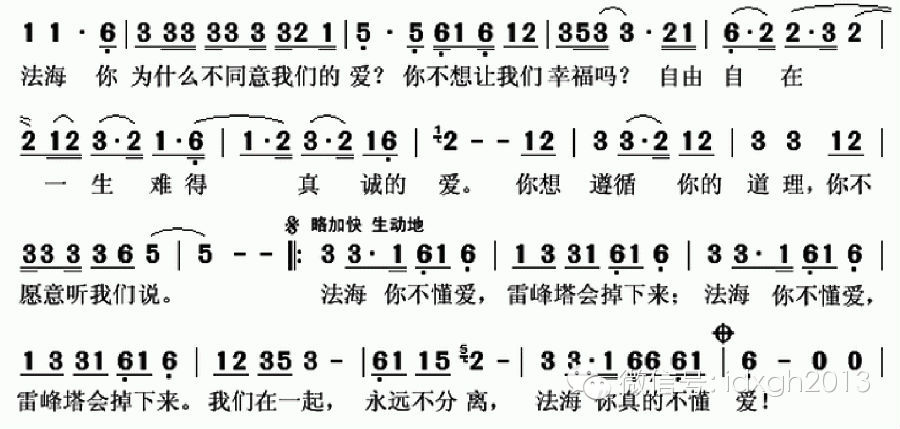 1 1 · 6 | 3 33 33 3 32 1 | 5 · 5 61 6 12 | 353 3 · 21 | 6 · 2 2 · 3 2 |
法海 你 为什么不同意我们的 爱? 你不想让我们 幸福吗? 自由 自 在
2 12 3 · 2 1 · 6 | 1 · 2 3 · 2 16 | 12 - - 12 | 3 3 · 2 12 | 3 3 12 |
一 生 难得 真 诚的 爱。 你想 遵循 你的 道理,你不
略加快 生动地
33 3 3 6 5 | 5 - - ‖: 3 3 · 1 61 6 | 1 3 31 61 6 | 3 3 · 1 61 6 |
愿意听我们说。 法海 你不懂爱, 雷峰塔会掉下来; 法海 你不懂爱,
1 3 31 61 6 | 12 35 3 - | 61 15 52 - | 3 3 · 1 66 61 | 6 - 0 0 |
微信号: jdxgh2013
雷峰塔会掉下来。我们在一起, 永远不分 离, 法海 你真的不懂 爱!